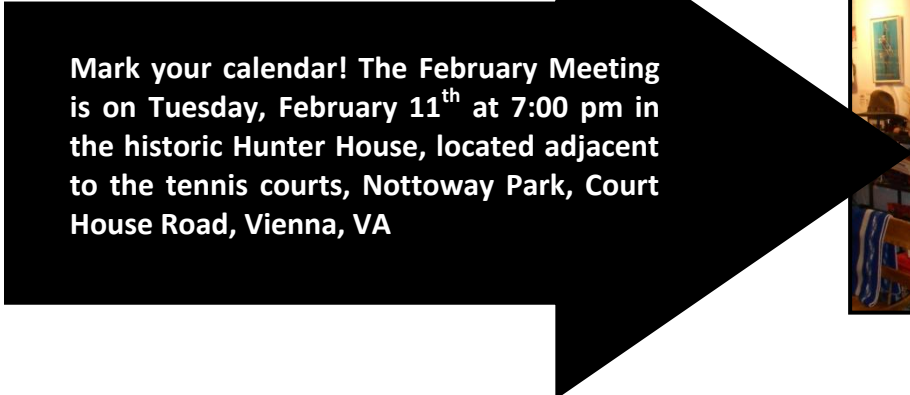 Mark your calendar! The February Meeting
is on Tuesday, February 11th at 7:00 pm in
the historic Hunter House, located adjacent
to the tennis courts, Nottoway Park, Court
House Road, Vienna, VA